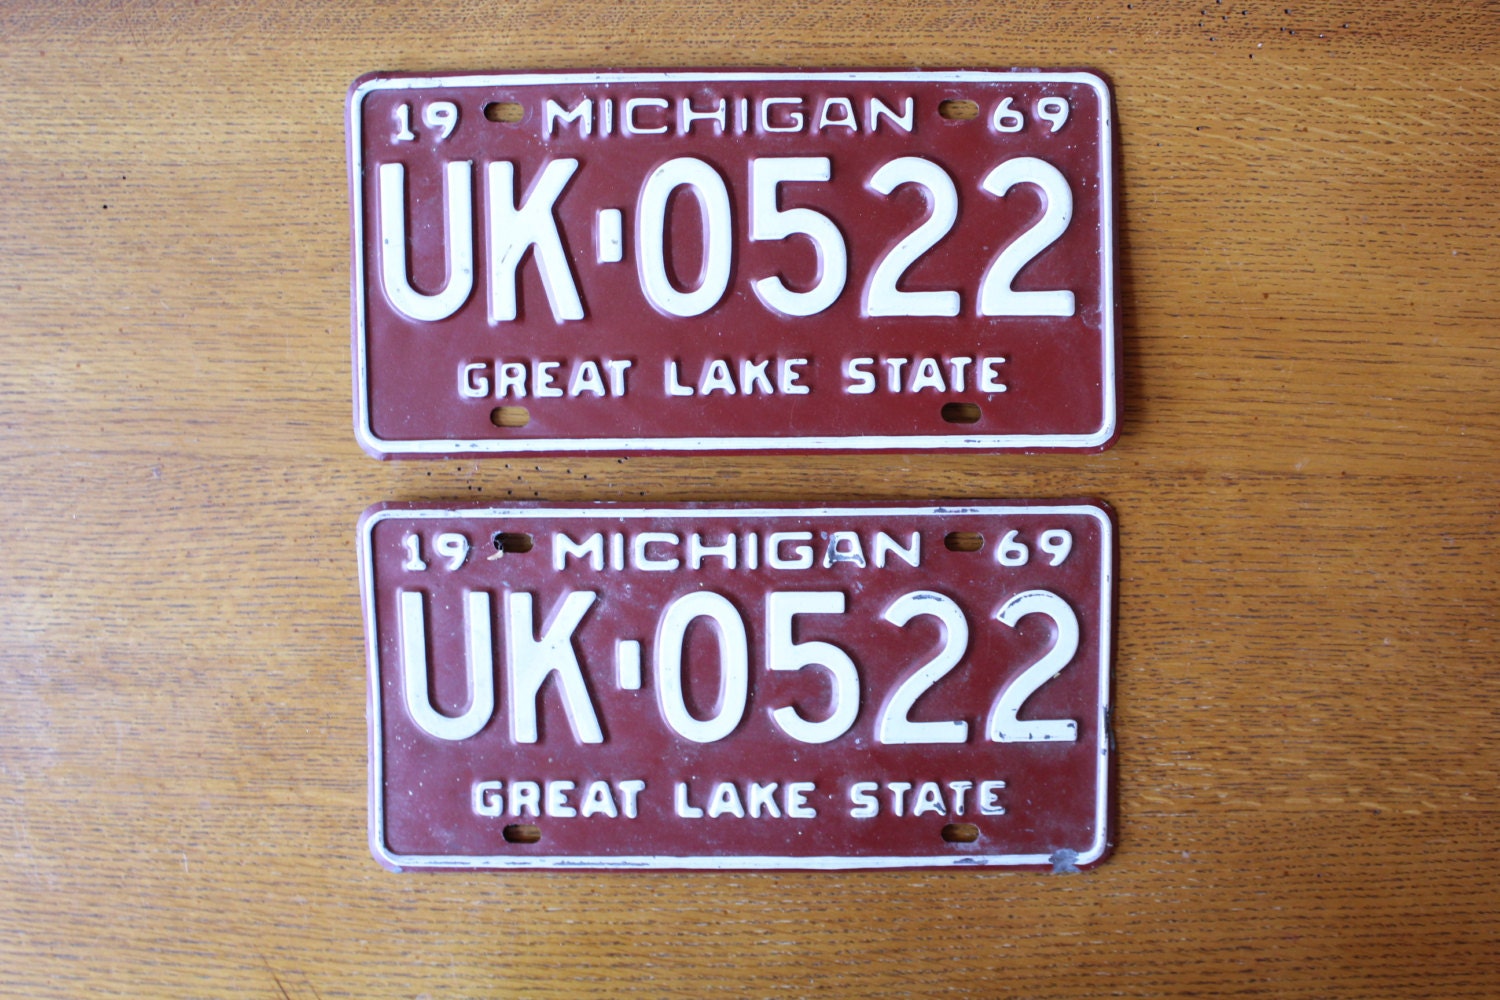 19 MICHIGAN 69
UK-0522
GREAT LAKE STATE
19 MICHIGAN 69
UK-0522
GREAT LAKE STATE